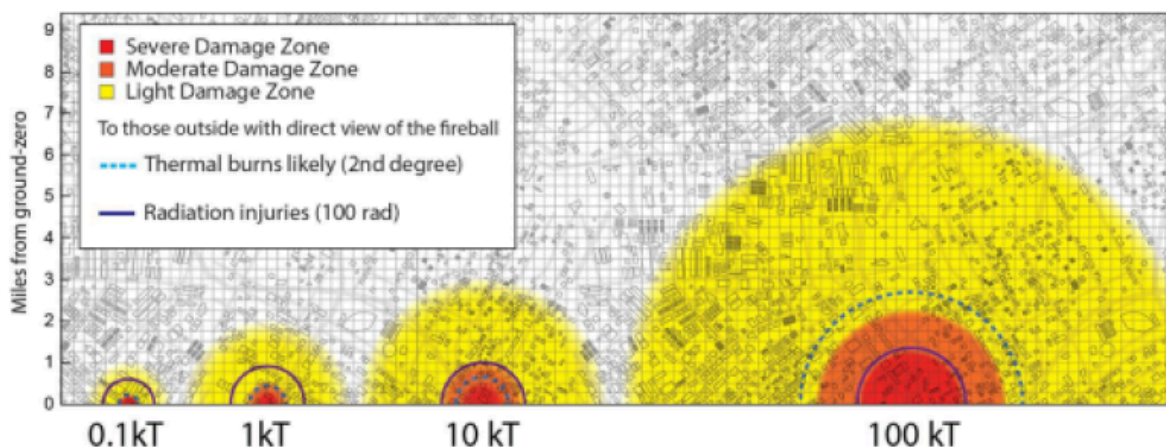 Severe Damage Zone
Moderate Damage Zone
Light Damage Zone
To those outside with direct view of the fireball
Thermal burns likely (2nd degree)
Radiation injuries (100 rad)
Miles from ground-zero
9
8
7
6
5
4
3
2
1
0
0.1kT 1kT 10 kT 100 kT